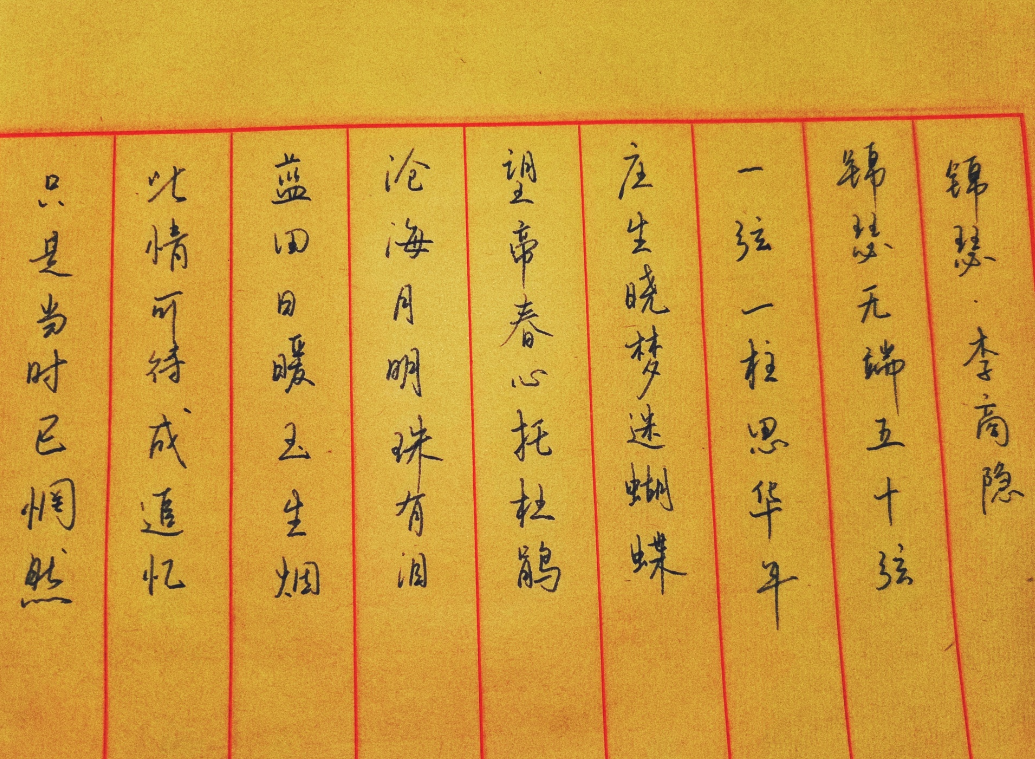 锦瑟·李商隐
锦瑟无端五十弦
一弦一柱思华年
庄生晓梦迷蝴蝶
望帝春心托杜鹃
沧海月明珠有泪
蓝田日暖玉生烟
此情可待成追忆
只是当时已惘然